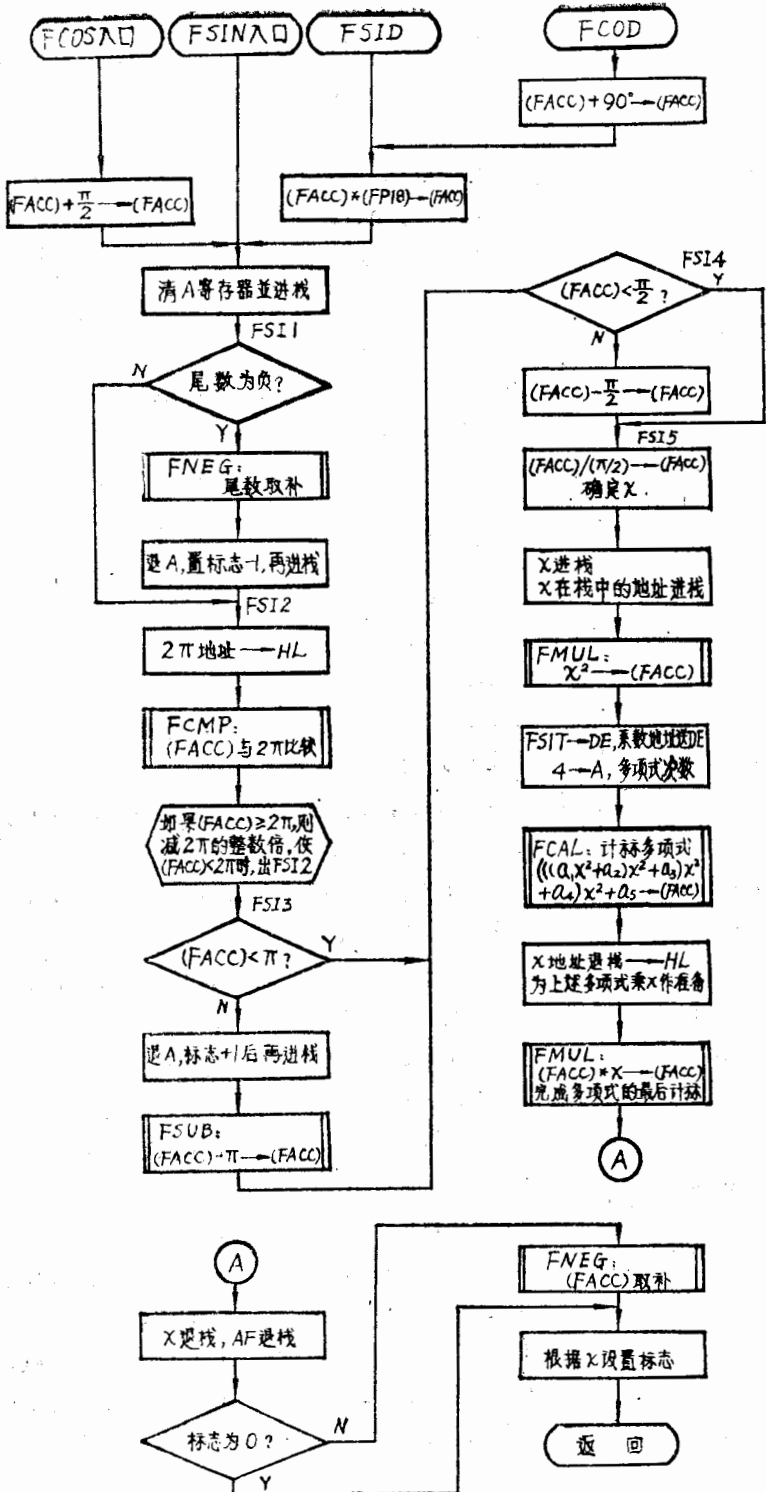 FCOS入口
FSIN入口
FSID
FCOD
(FACC)+90°→(FACC)
(FACC)+π/2→(FACC)
(FACC)*(FP18)→(FACC)
清A寄存器並进栈
FSI1
尾数为负?
N
Y
FNEG:
尾数取补
退A,置标志-1,再进栈
FSI2
2π地址→HL
FCMP:
(FACC)与2π比较
如果(FACC)≥2π,则
减2π的整数倍,使
(FACC)<2π时,出FSI2
FSI3
(FACC)<π?
Y
N
退A,标志+1后再进栈
FSUB:
(FACC)-π→(FACC)
FSI4
(FACC)<π/2?
Y
N
(FACC)-π/2→(FACC)
FSI5
(FACC)/(π/2)→(FACC)
确定X
X进栈
X在栈中的地址进栈
FMUL:
X²→(FACC)
FSIT→DE,系数地址送DE
4→A,多项式次数
FCAL:计祘多项式
(((a₁X²+a₂)X²+a₃)X²
+a₄)X²+a₅→(FACC)
X地址退栈→HL
为上述多项式乘X作准备
FMUL:
(FACC)*X→(FACC)
完成多项式的最后计祘
A
A
X退栈,AF退栈
标志为0?
N
Y
FNEG:
(FACC)取补
根据X设置标志
返 回